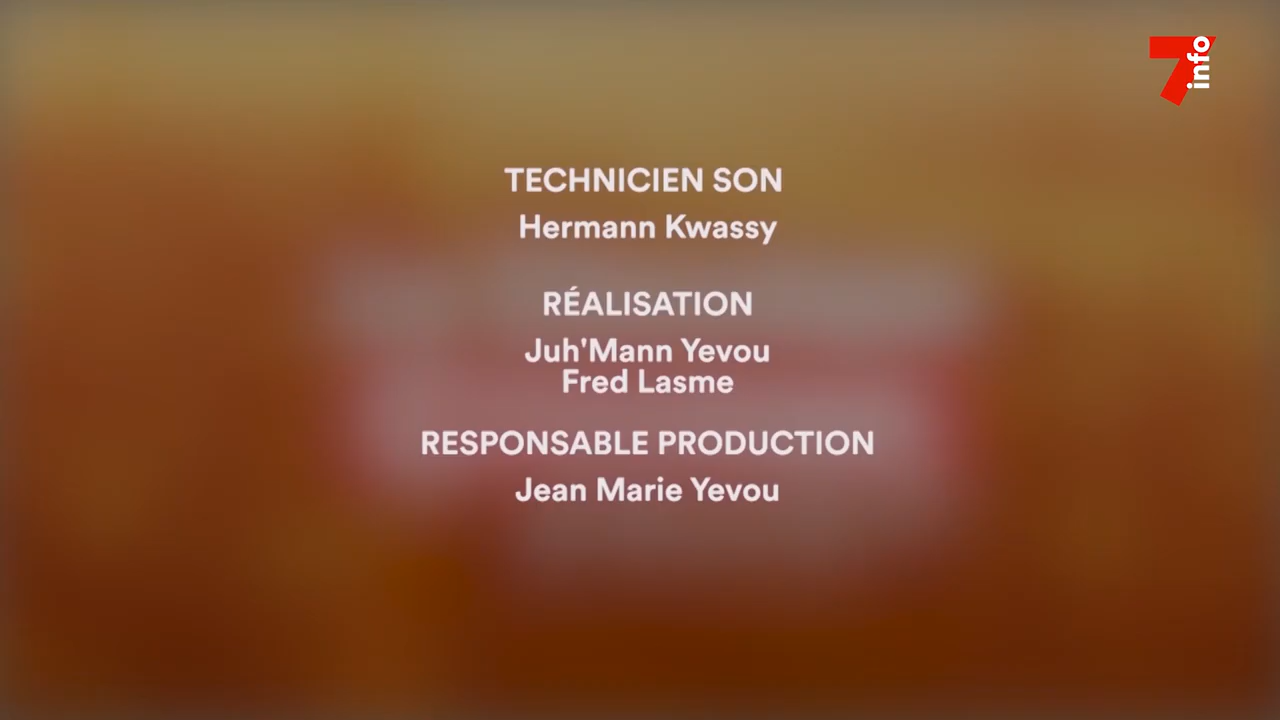 7info
TECHNICIEN SON
Hermann Kwassy
RÉALISATION
Juh'Mann Yevou
Fred Lasme
RESPONSABLE PRODUCTION
Jean Marie Yevou